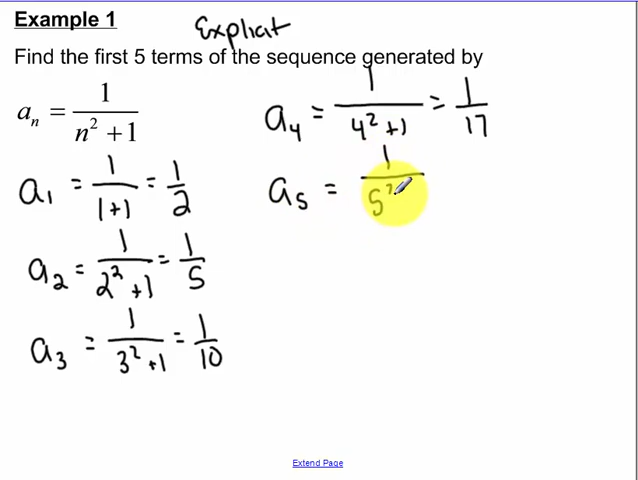 Example 1
Explicit
Find the first 5 terms of the sequence generated by
aₙ = 1/(n² + 1)
a₁ = 1/(1+1) = 1/2
a₂ = 1/(2² + 1) = 1/5
a₃ = 1/(3² + 1) = 1/10
a₄ = 1/(4² + 1) = 1/17
a₅ = 1/5²
Extend Page